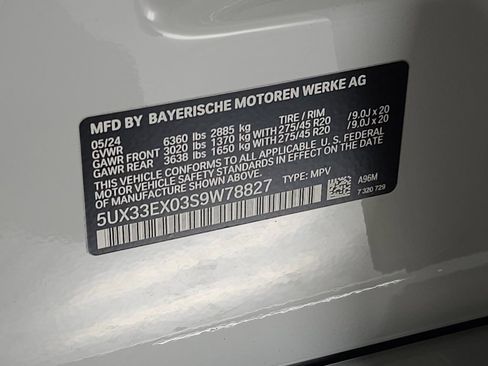 MFD BY BAYERISCHE MOTOREN WERKE AG
05/24 TIRE / RIM
GVWR 6360 lbs 2885 kg
GAWR FRONT 3020 lbs 1370 kg WITH 275/45 R20 / 9.0J x 20
GAWR REAR 3638 lbs 1650 kg WITH 275/45 R20 / 9.0J x 20
THIS VEHICLE CONFORMS TO ALL APPLICABLE U.S. FEDERAL
MOTOR VEHICLE SAFETY STANDARDS IN EFFECT ON THE
DATE OF MANUFACTURE SHOWN ABOVE.
5UX33EX03S9W78827 TYPE: MPV A96M
7 320 729